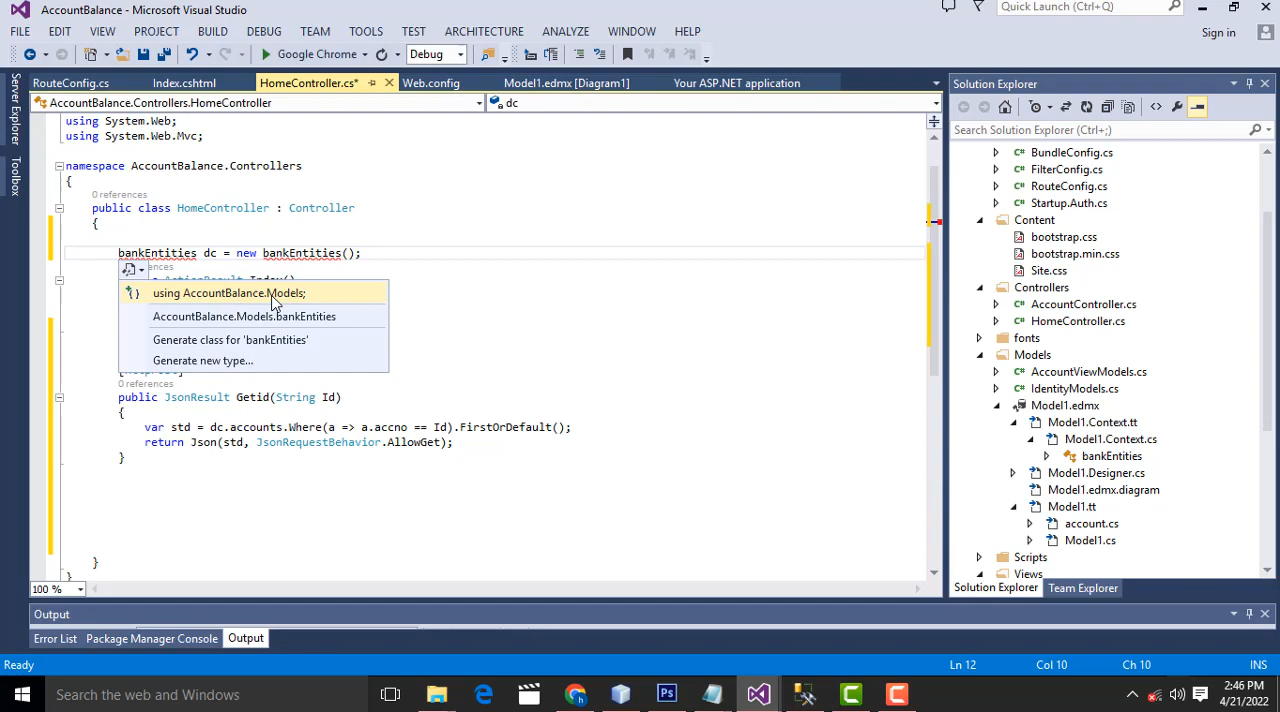 AccountBalance - Microsoft Visual Studio
Quick Launch (Ctrl+;)
FILE EDIT VIEW PROJECT BUILD DEBUG TEAM TOOLS TEST ARCHITECTURE ANALYZE WINDOW HELP
Sign in
Google Chrome Debug
RouteConfig.cs Index.cshtml HomeController.cs* Web.config Model1.edmx [Diagram1] Your ASP.NET application
AccountBalance.Controllers.HomeController dc
using System.Web;
using System.Web.Mvc;
namespace AccountBalance.Controllers
{
0 references
public class HomeController : Controller
{
bankEntities dc = new bankEntities();
using AccountBalance.Models;
AccountBalance.Models.bankEntities
Generate class for 'bankEntities'
Generate new type...
0 references
public JsonResult Getid(String Id)
{
var std = dc.accounts.Where(a => a.accno == Id).FirstOrDefault();
return Json(std, JsonRequestBehavior.AllowGet);
}
}
100 %
Server Explorer
Toolbox
Solution Explorer
Search Solution Explorer (Ctrl+;)
C# BundleConfig.cs
C# FilterConfig.cs
C# RouteConfig.cs
C# Startup.Auth.cs
Content
bootstrap.css
bootstrap.min.css
Site.css
Controllers
C# AccountController.cs
C# HomeController.cs
fonts
Models
C# AccountViewModels.cs
C# IdentityModels.cs
Model1.edmx
Model1.Context.tt
Model1.Context.cs
bankEntities
Model1.Designer.cs
Model1.edmx.diagram
Model1.tt
account.cs
Model1.cs
Scripts
Views
Solution Explorer Team Explorer
Output
Error List Package Manager Console Output
Ready Ln 12 Col 10 Ch 10 INS
Search the web and Windows
2:46 PM
4/21/2022